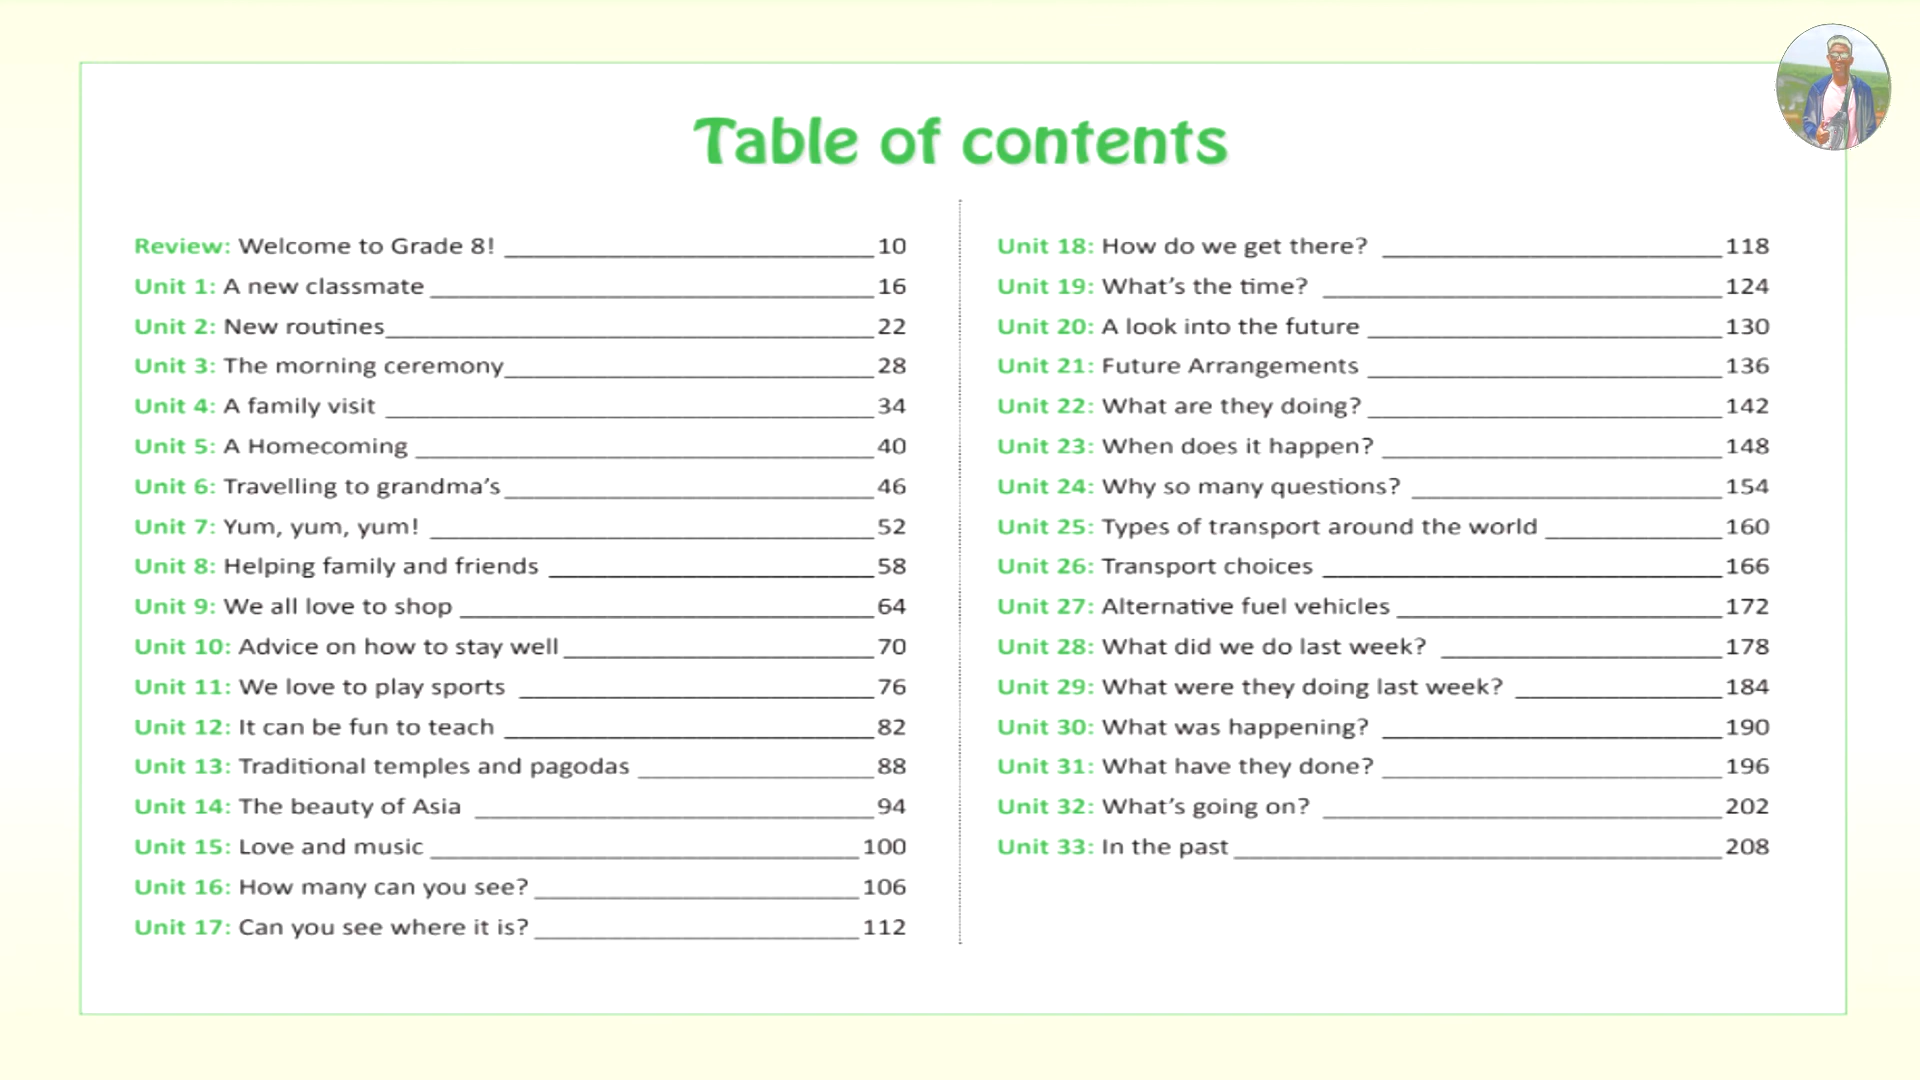 Table of contents
Review: Welcome to Grade 8! 10
Unit 1: A new classmate 16
Unit 2: New routines 22
Unit 3: The morning ceremony 28
Unit 4: A family visit 34
Unit 5: A Homecoming 40
Unit 6: Travelling to grandma's 46
Unit 7: Yum, yum, yum! 52
Unit 8: Helping family and friends 58
Unit 9: We all love to shop 64
Unit 10: Advice on how to stay well 70
Unit 11: We love to play sports 76
Unit 12: It can be fun to teach 82
Unit 13: Traditional temples and pagodas 88
Unit 14: The beauty of Asia 94
Unit 15: Love and music 100
Unit 16: How many can you see? 106
Unit 17: Can you see where it is? 112
Unit 18: How do we get there? 118
Unit 19: What's the time? 124
Unit 20: A look into the future 130
Unit 21: Future Arrangements 136
Unit 22: What are they doing? 142
Unit 23: When does it happen? 148
Unit 24: Why so many questions? 154
Unit 25: Types of transport around the world 160
Unit 26: Transport choices 166
Unit 27: Alternative fuel vehicles 172
Unit 28: What did we do last week? 178
Unit 29: What were they doing last week? 184
Unit 30: What was happening? 190
Unit 31: What have they done? 196
Unit 32: What's going on? 202
Unit 33: In the past 208